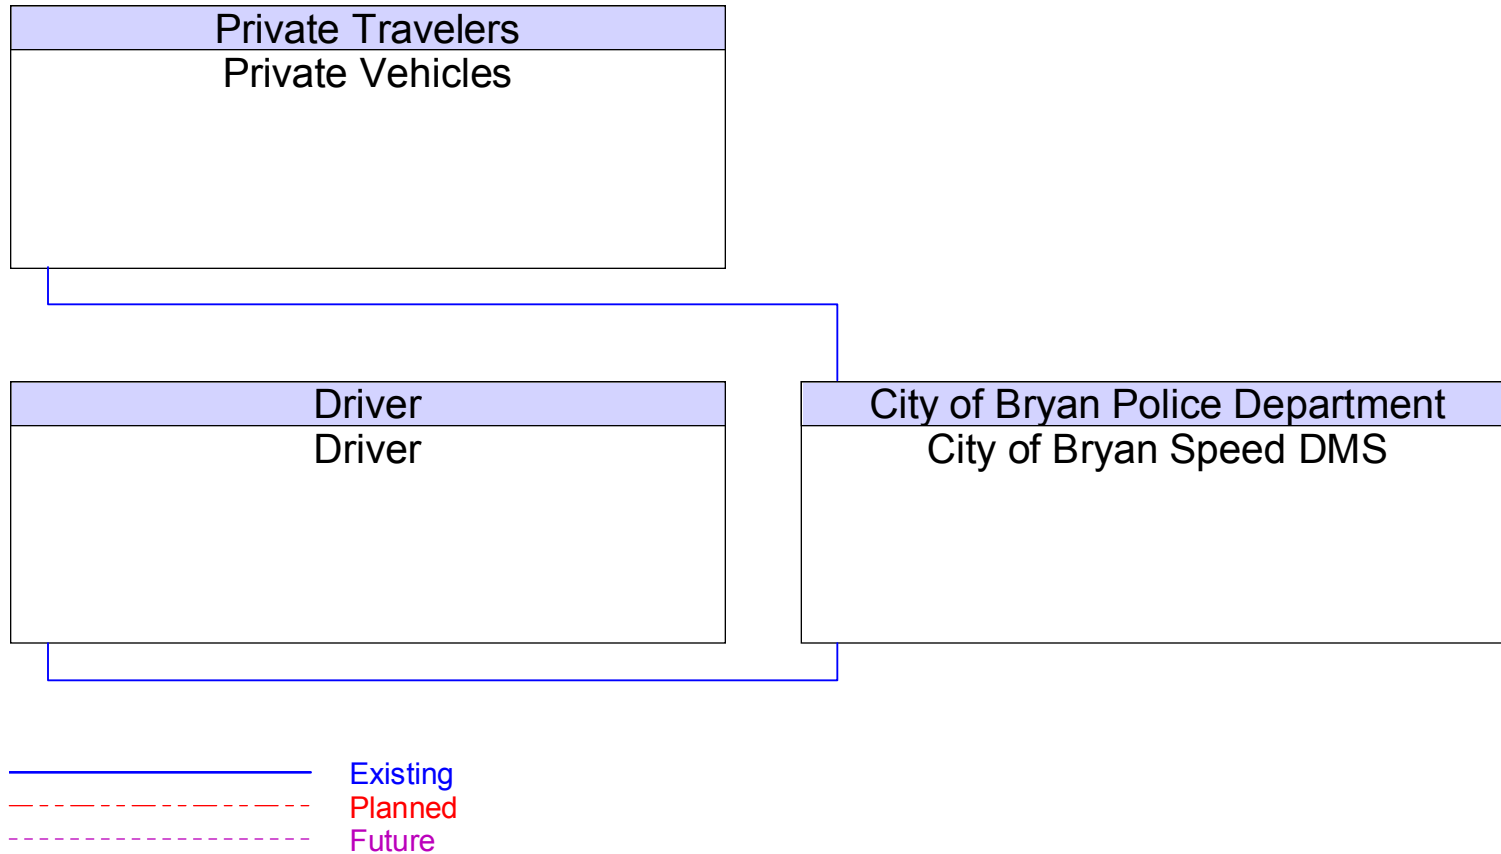 Private Travelers
Private Vehicles
Driver
Driver
City of Bryan Police Department
City of Bryan Speed DMS
Existing
Planned
Future